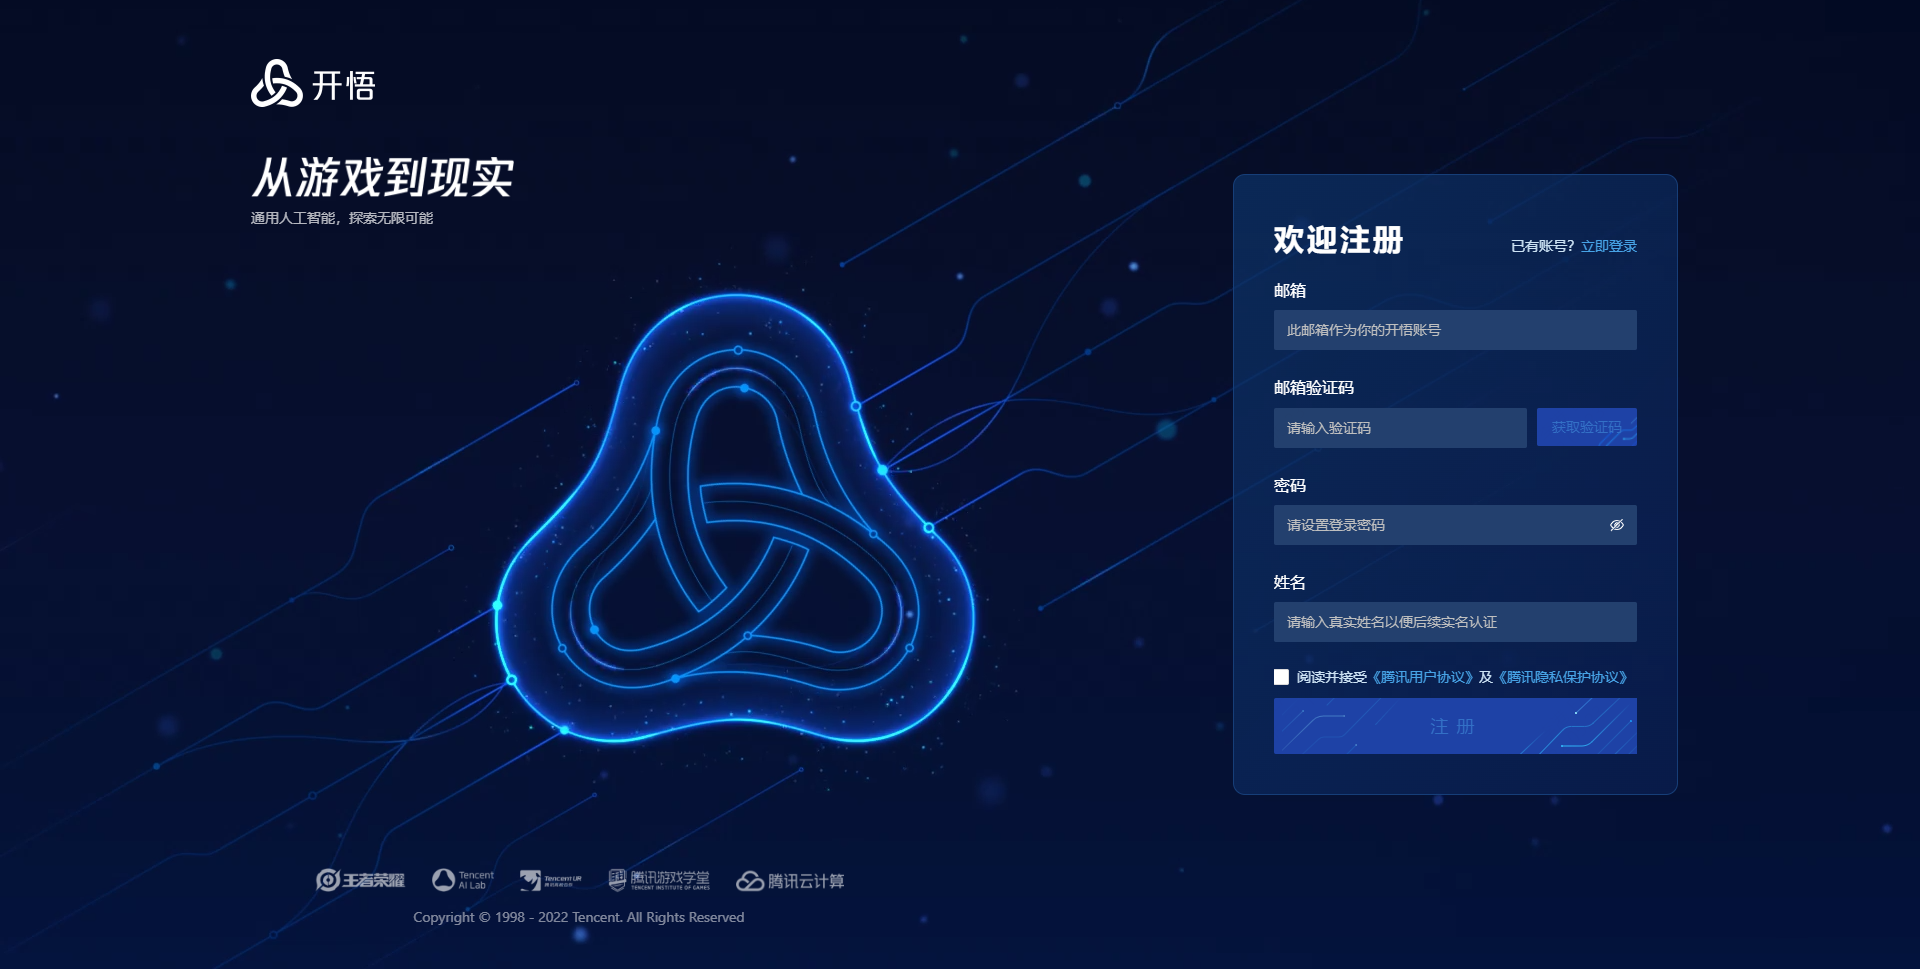 开悟
从游戏到现实
通用人工智能，探索无限可能
欢迎注册
已有账号？立即登录
邮箱
此邮箱作为你的开悟账号
邮箱验证码
请输入验证码
获取验证码
密码
请设置登录密码
姓名
请输入真实姓名以便后续实名认证
阅读并接受《腾讯用户协议》及《腾讯隐私保护协议》
注 册
王者荣耀
Tencent
AI Lab
Tencent UR
腾讯游戏学堂
TENCENT INSTITUTE OF GAMES
腾讯云计算
Copyright © 1998 - 2022 Tencent. All Rights Reserved